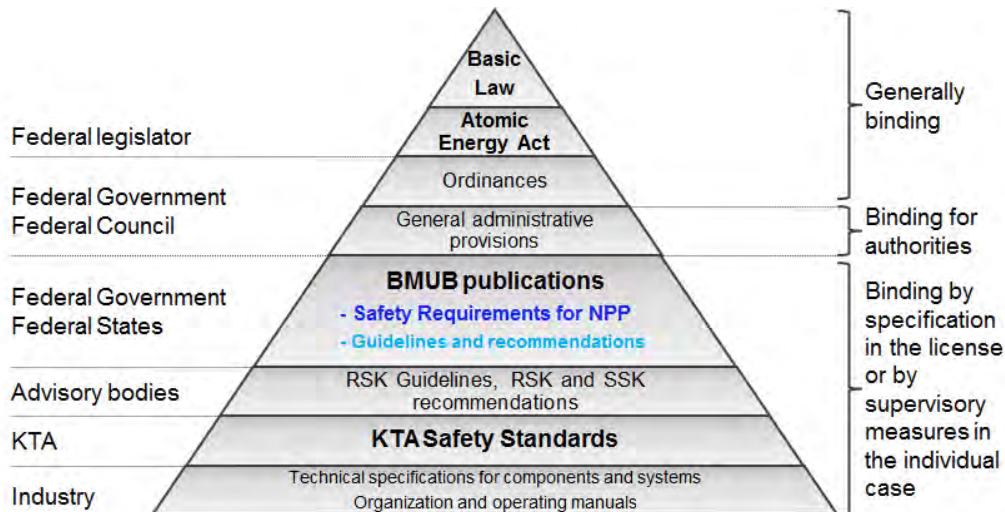 Basic
Law
Atomic
Energy Act
Ordinances
General administrative
provisions
BMUB publications
- Safety Requirements for NPP
- Guidelines and recommendations
RSK Guidelines, RSK and SSK
recommendations
KTA Safety Standards
Technical specifications for components and systems
Organization and operating manuals
Federal legislator
Federal Government
Federal Council
Federal Government
Federal States
Advisory bodies
KTA
Industry
Generally
binding
Binding for
authorities
Binding by
specification
in the license
or by
supervisory
measures in
the individual
case